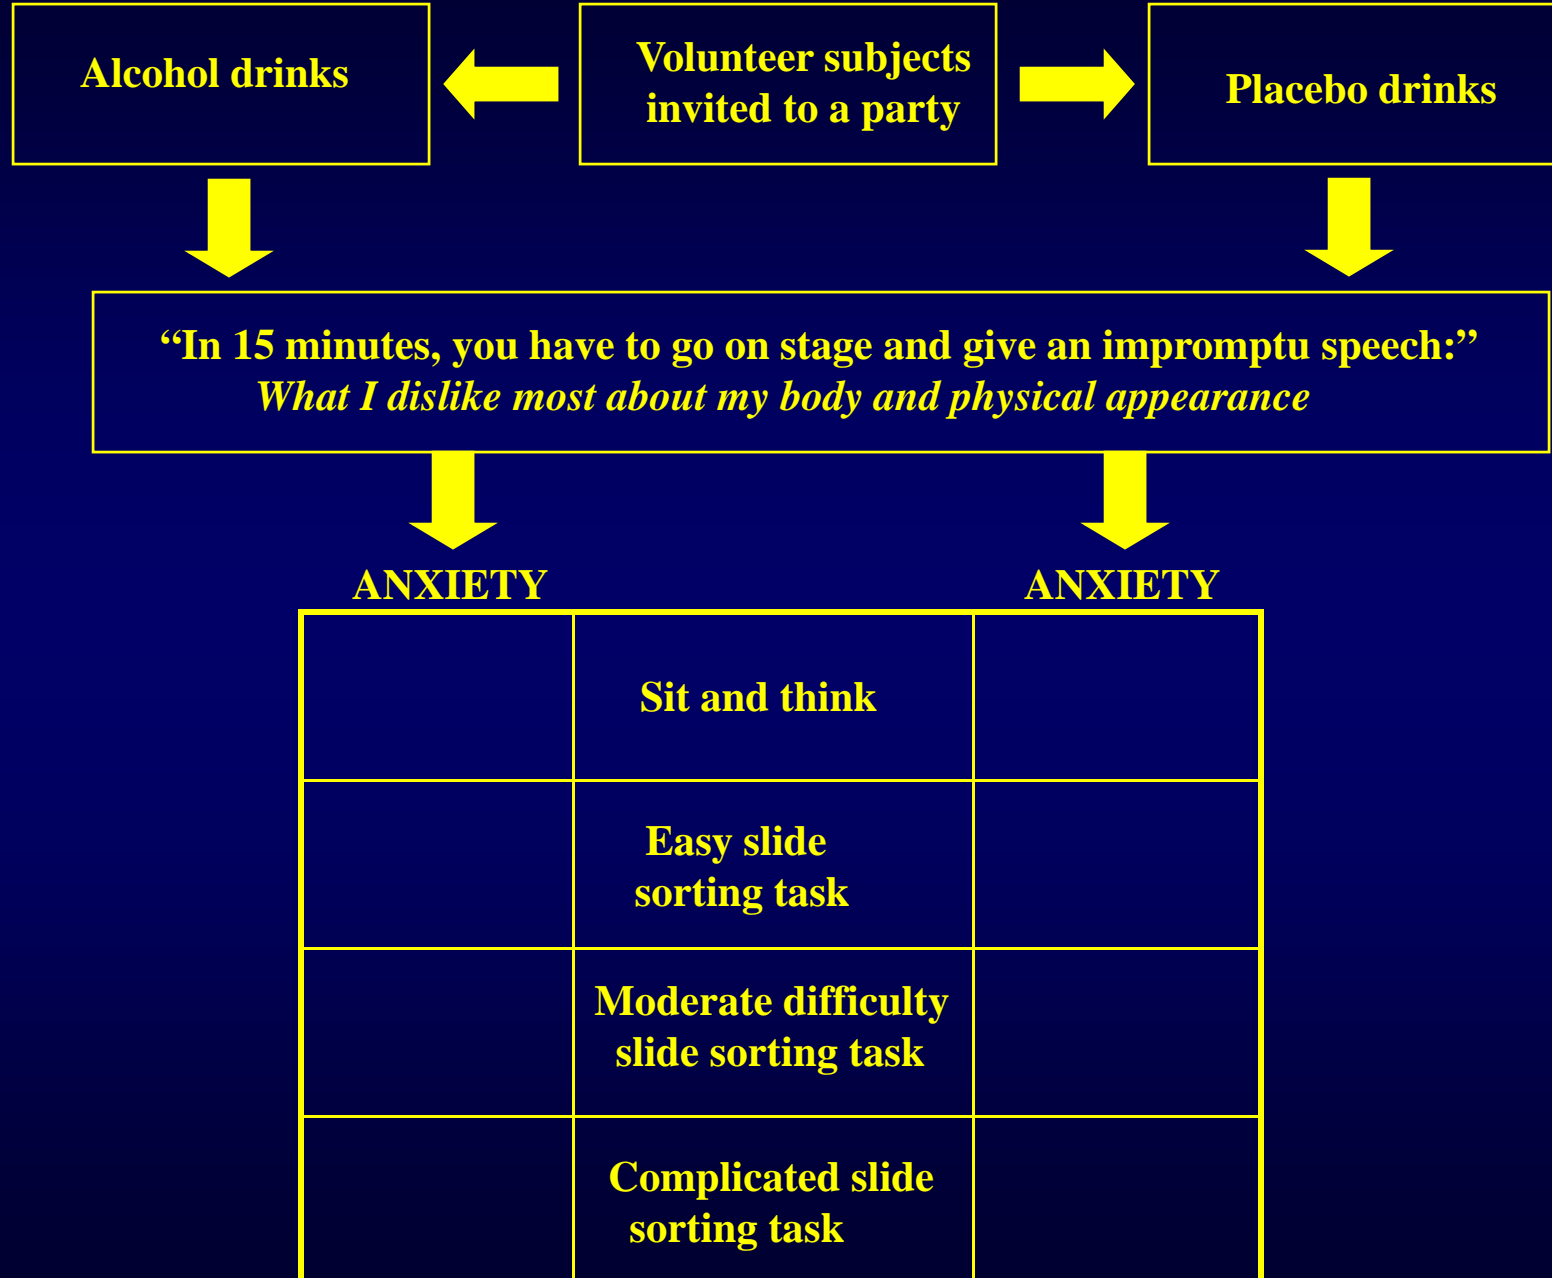 Alcohol drinks
Volunteer subjects
invited to a party
Placebo drinks
“In 15 minutes, you have to go on stage and give an impromptu speech:”
What I dislike most about my body and physical appearance
ANXIETY
ANXIETY
Sit and think
Easy slide
sorting task
Moderate difficulty
slide sorting task
Complicated slide
sorting task